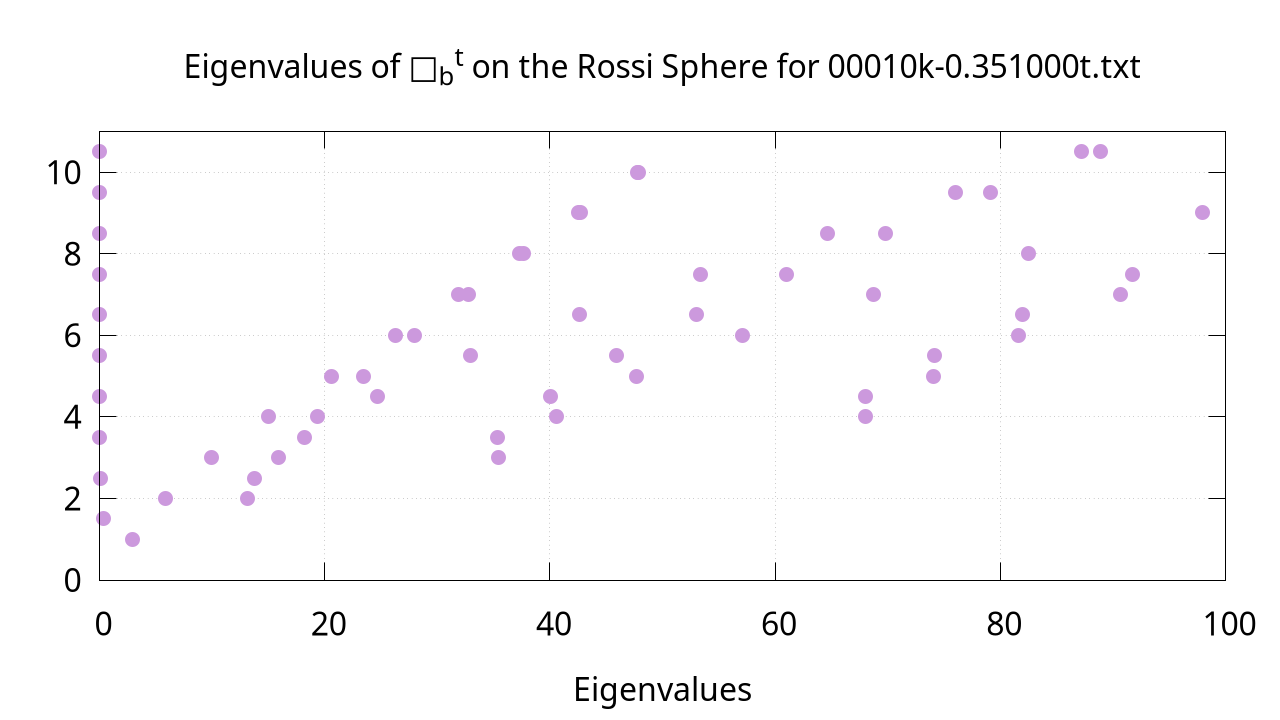 Eigenvalues of □b^t on the Rossi Sphere for 00010k-0.351000t.txt
10
8
6
4
2
0
0 20 40 60 80 100
Eigenvalues